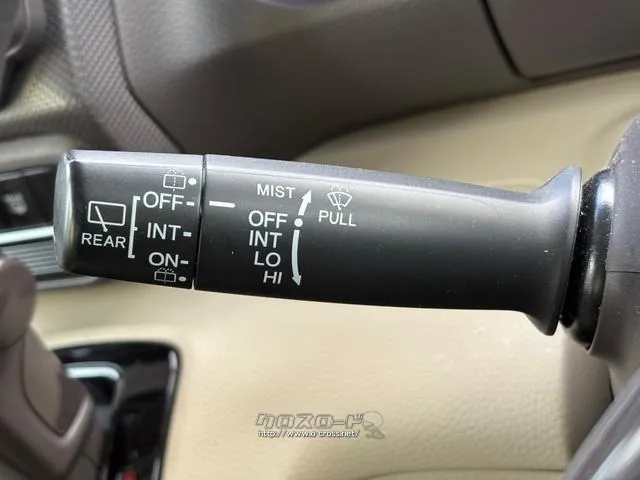 MIST
OFF
INT
LO
HI
PULL
REAR
OFF
INT
ON
クロスロード
http://www.o-cross.net/